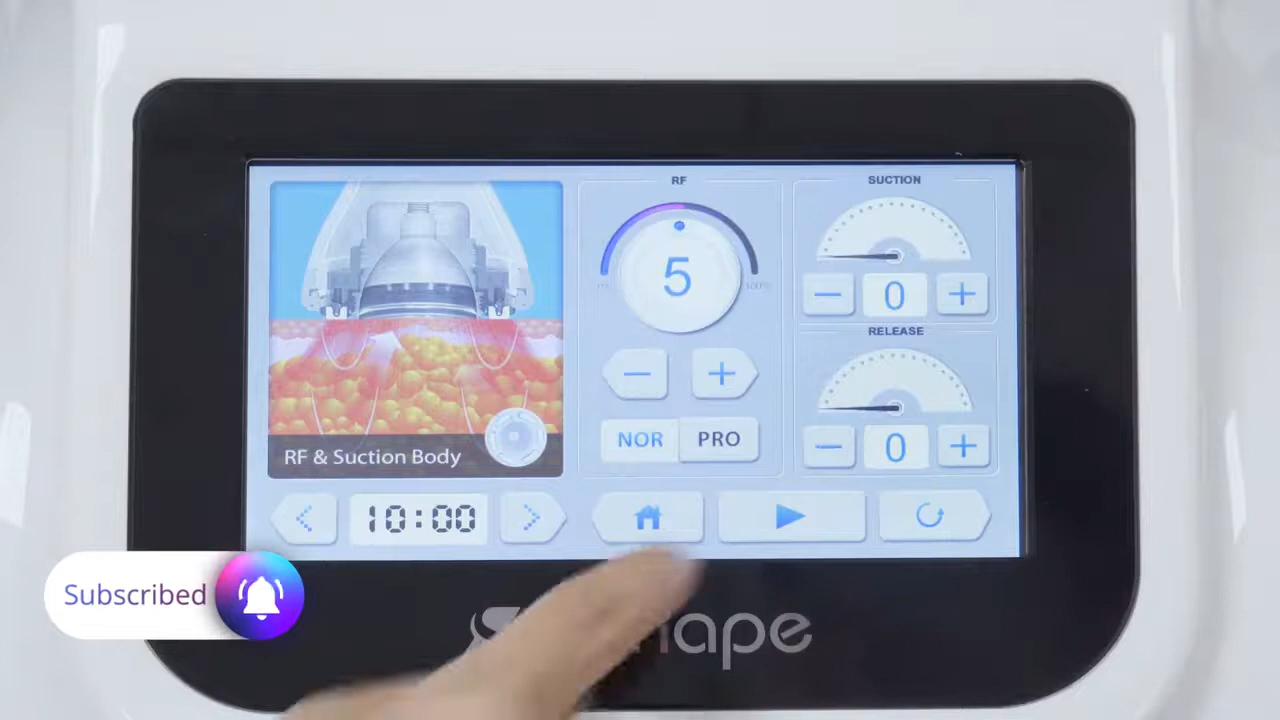 RF
SUCTION
5
0
RELEASE
0
NOR PRO
RF & Suction Body
10:00
Subscribed